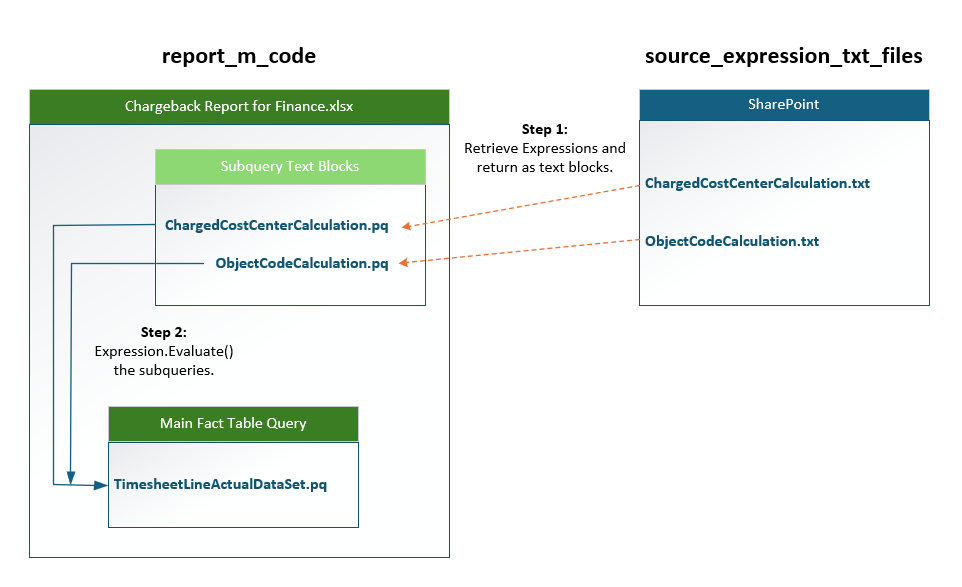 report_m_code
source_expression_txt_files
Chargeback Report for Finance.xlsx
SharePoint
Step 1:
Retrieve Expressions and
return as text blocks.
Subquery Text Blocks
ChargedCostCenterCalculation.txt
ChargedCostCenterCalculation.pq
ObjectCodeCalculation.txt
ObjectCodeCalculation.pq
Step 2:
Expression.Evaluate()
the subqueries.
Main Fact Table Query
TimesheetLineActualDataSet.pq